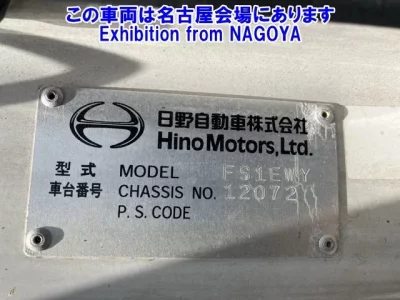 この車両は名古屋会場にあります
Exhibition from NAGOYA
日野自動車株式会社
Hino Motors, Ltd.
型式 MODEL FS1EWY
車台番号 CHASSIS NO. 12072
P. S. CODE